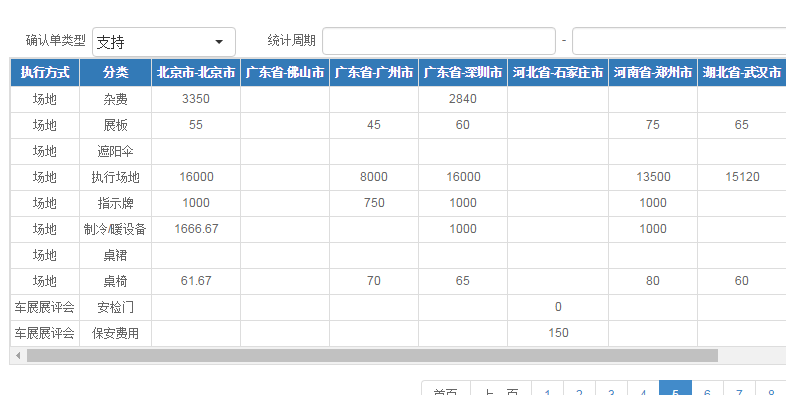 确认单类型 支持 统计周期 -
执行方式 分类 北京市-北京市 广东省-佛山市 广东省-广州市 广东省-深圳市 河北省-石家庄市 河南省-郑州市 湖北省-武汉市
场地 杂费 3350 2840
场地 展板 55 45 60 75 65
场地 遮阳伞
场地 执行场地 16000 8000 16000 13500 15120
场地 指示牌 1000 750 1000 1000
场地 制冷/暖设备 1666.67 1000 1000
场地 桌裙
场地 桌椅 61.67 70 65 80 60
车展展评会 安检门 0
车展展评会 保安费用 150
首页 上一页 1 2 3 4 5 6 7 8